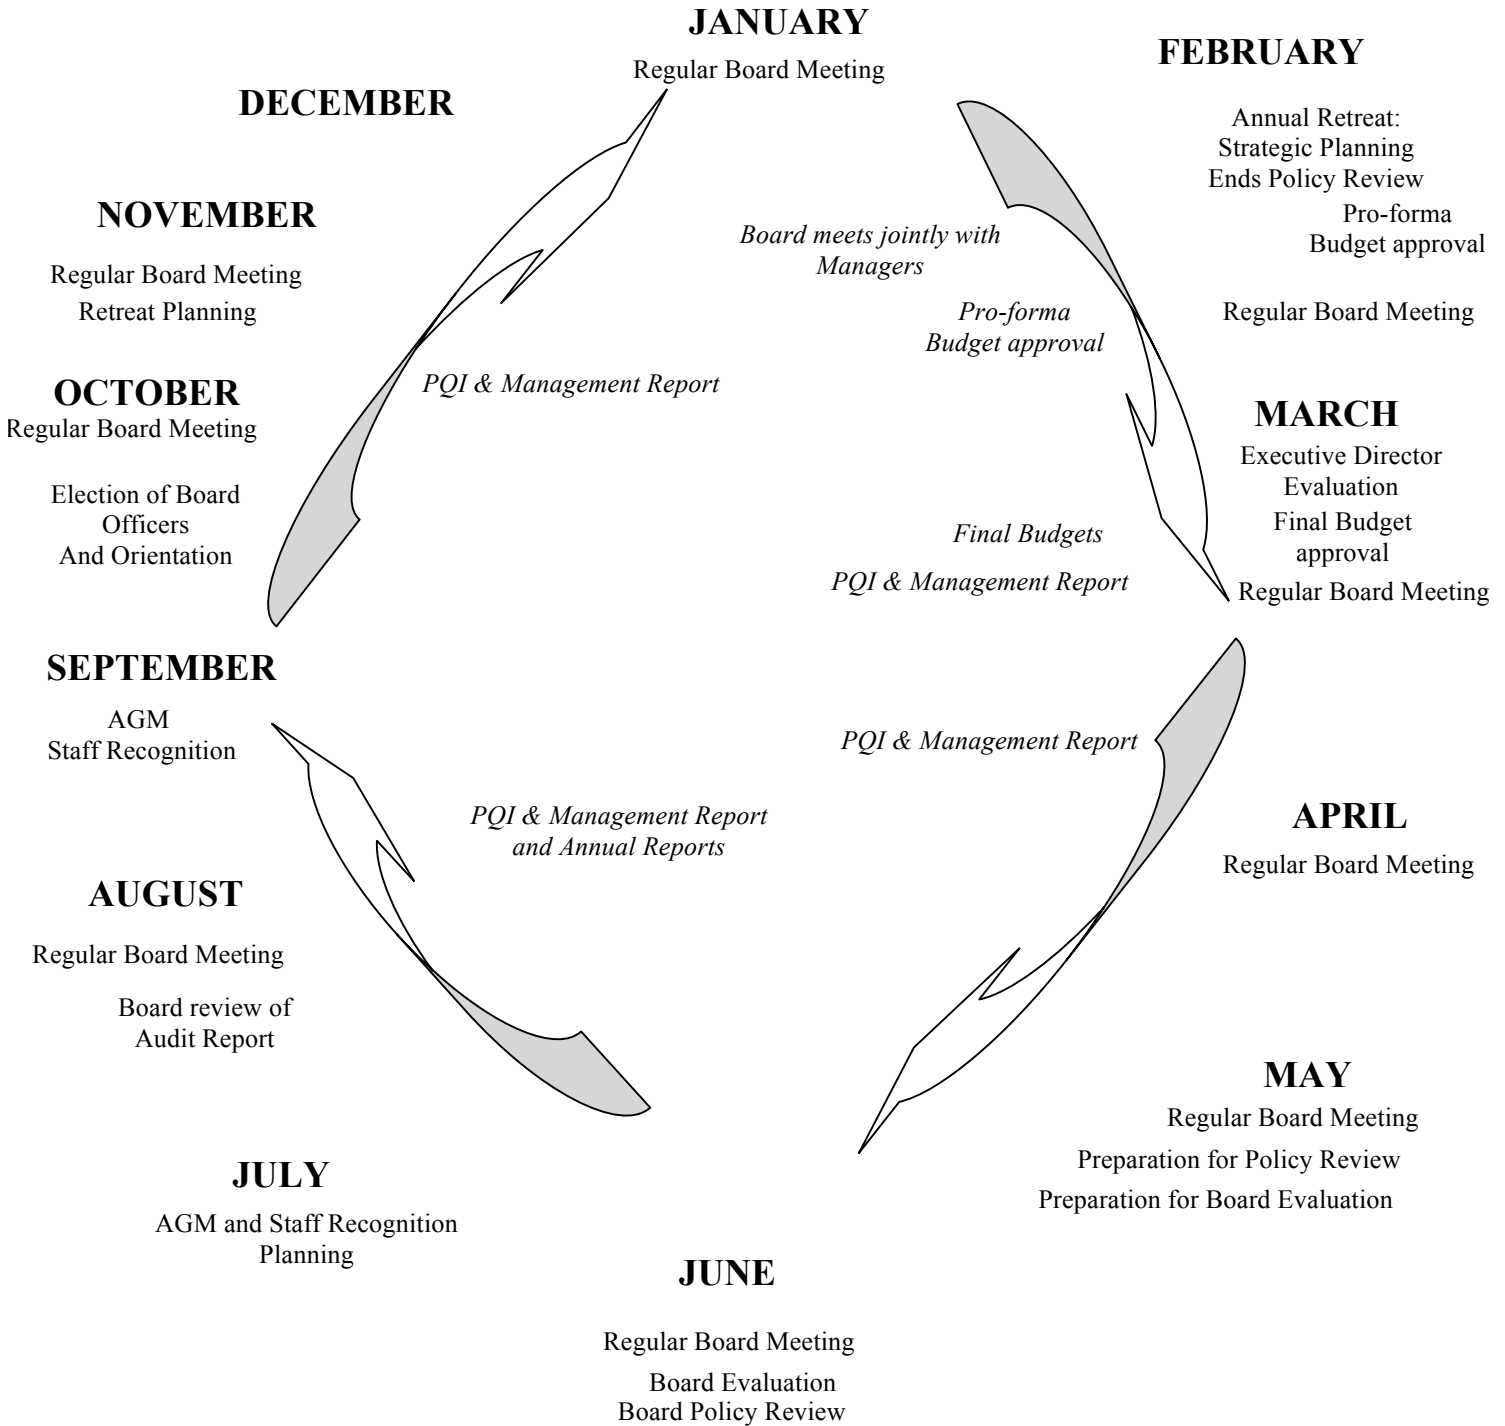 JANUARY
Regular Board Meeting
FEBRUARY
Annual Retreat:
Strategic Planning
Ends Policy Review
Pro-forma
Budget approval
Regular Board Meeting
Board meets jointly with
Managers
Pro-forma
Budget approval
MARCH
Executive Director
Evaluation
Final Budget
approval
Regular Board Meeting
Final Budgets
PQI & Management Report
PQI & Management Report
APRIL
Regular Board Meeting
MAY
Regular Board Meeting
Preparation for Policy Review
Preparation for Board Evaluation
JUNE
Regular Board Meeting
Board Evaluation
Board Policy Review
JULY
AGM and Staff Recognition
Planning
AUGUST
Regular Board Meeting
Board review of
Audit Report
PQI & Management Report
and Annual Reports
SEPTEMBER
AGM
Staff Recognition
OCTOBER
Regular Board Meeting
Election of Board
Officers
And Orientation
PQI & Management Report
NOVEMBER
Regular Board Meeting
Retreat Planning
DECEMBER